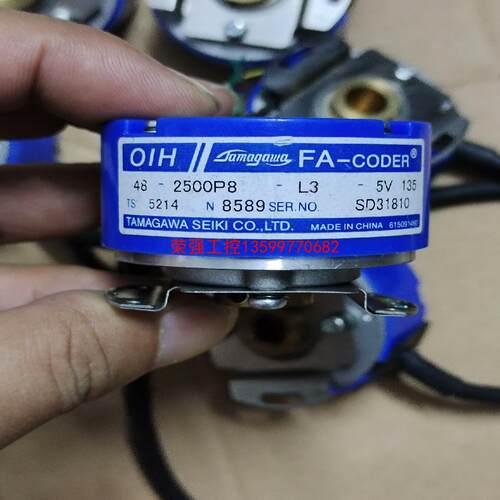 OIH Tamagawa FA-CODER®
48 - 2500P8 - L3 - 5V 135
TS 5214 N 8589 SER.NO. SD31810
TAMAGAWA SEIKI CO.,LTD. MADE IN CHINA
荣强工控13599770682